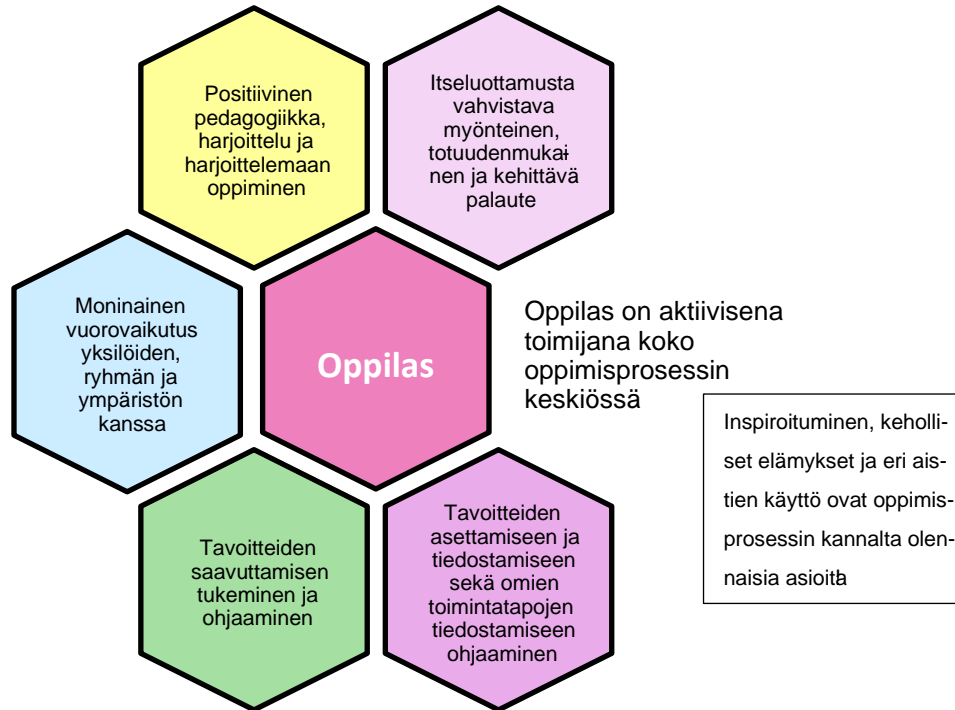 Positiivinen
pedagogiikka,
harjoittelu ja
harjoittelemaan
oppiminen
Itseluottamusta
vahvistava
myönteinen,
totuudenmukai-
nen ja kehittävä
palaute
Moninainen
vuorovaikutus
yksilöiden,
ryhmän ja
ympäristön
kanssa
Oppilas
Oppilas on aktiivisena
toimijana koko
oppimisprosessin
keskiössä
Inspiroituminen, keholli-
set elämykset ja eri ais-
tien käyttö ovat oppimis-
prosessin kannalta olen-
naisia asioita
Tavoitteiden
saavuttamisen
tukeminen ja
ohjaaminen
Tavoitteiden
asettamiseen ja
tiedostamiseen
sekä omien
toimintatapojen
tiedostamiseen
ohjaaminen